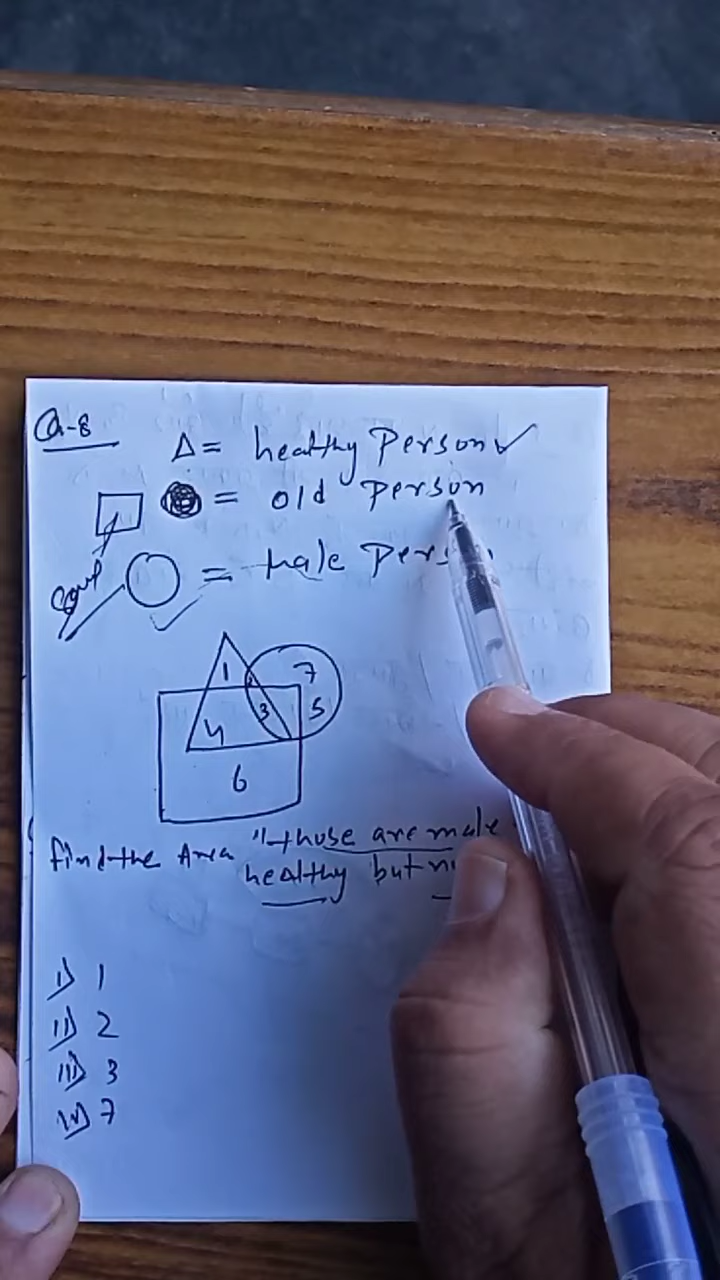 Q-8
Δ= healthy Person ✓
= old Person
= male Per
1
7
3
5
4
6
find the Area "those are male
healthy but n
i) 1
ii) 2
iii) 3
iv) 7